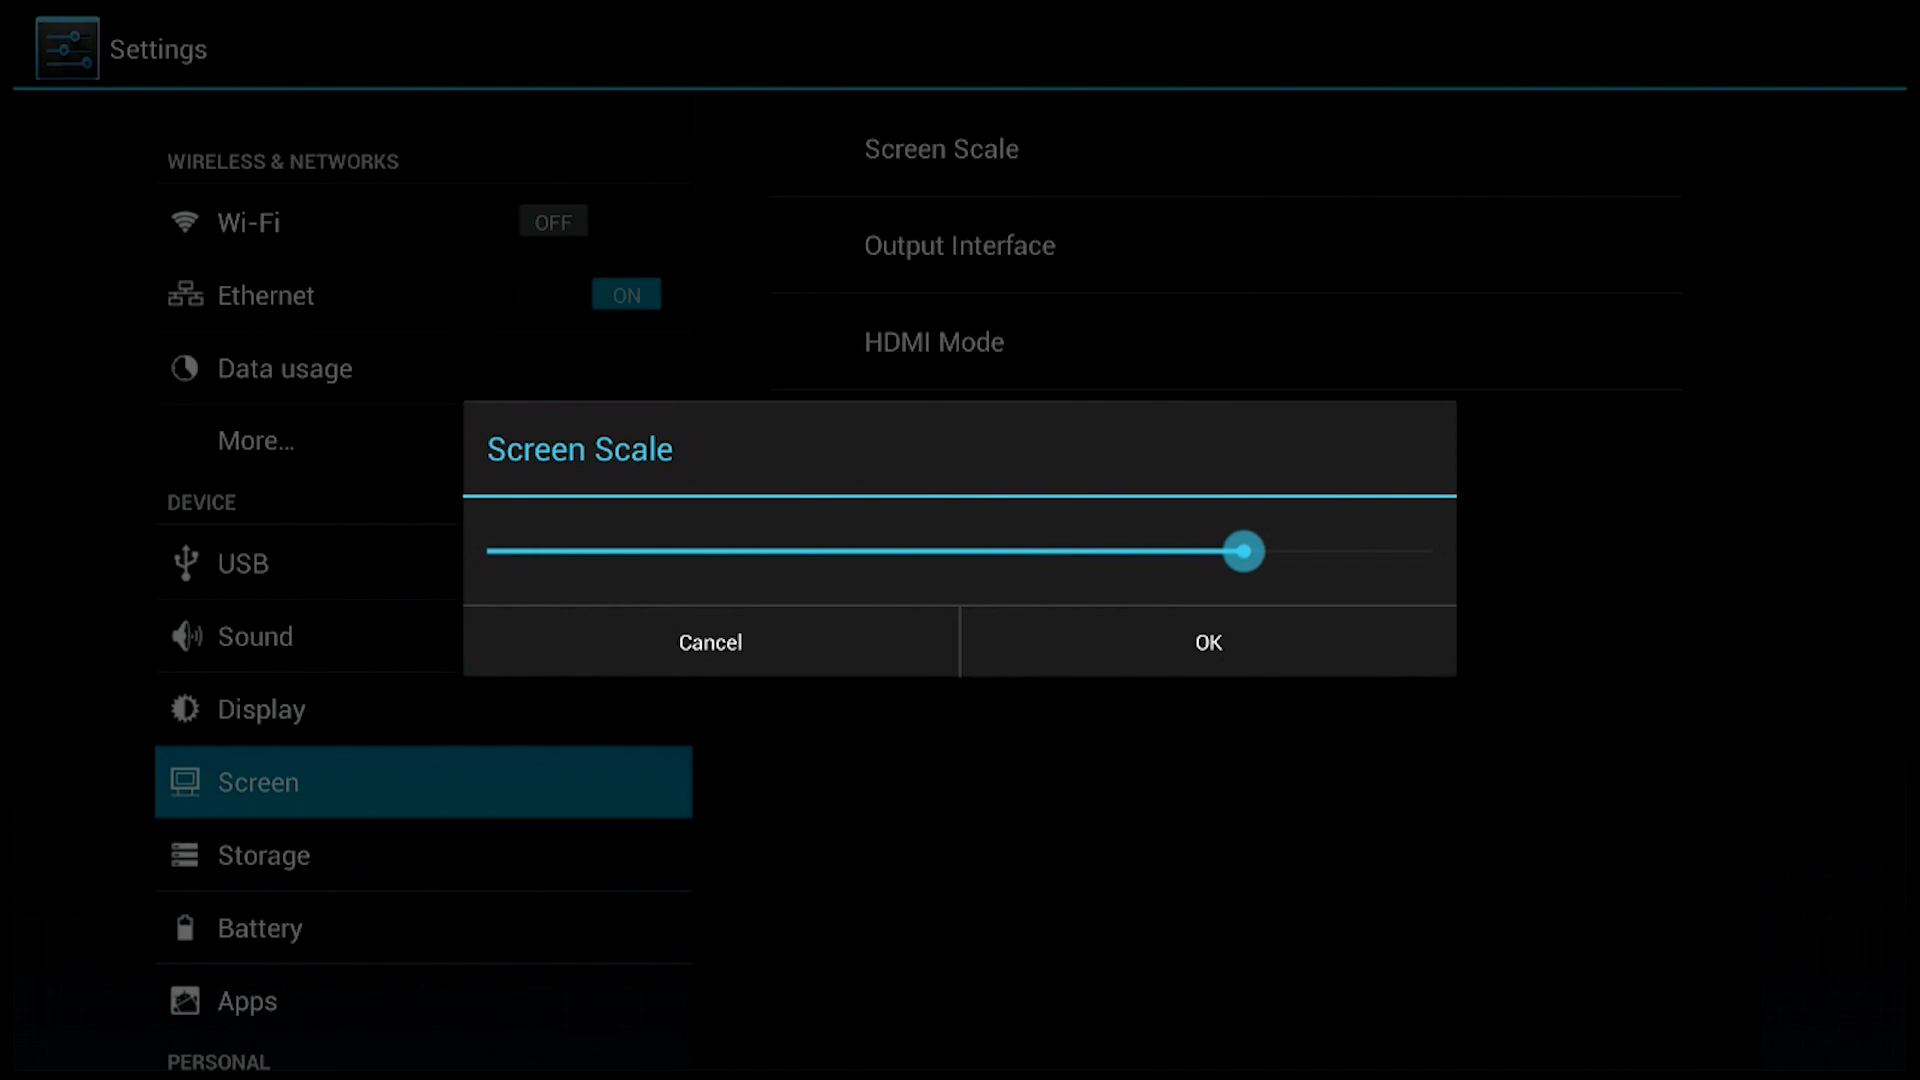 Settings
WIRELESS & NETWORKS
Wi-Fi OFF
Ethernet ON
Data usage
More...
DEVICE
USB
Sound
Display
Screen
Storage
Battery
Apps
PERSONAL
Screen Scale
Output Interface
HDMI Mode
Screen Scale
Cancel OK